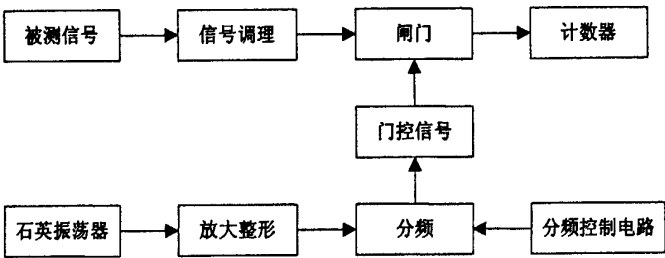 被测信号
信号调理
闸门
计数器
门控信号
石英振荡器
放大整形
分频
分频控制电路